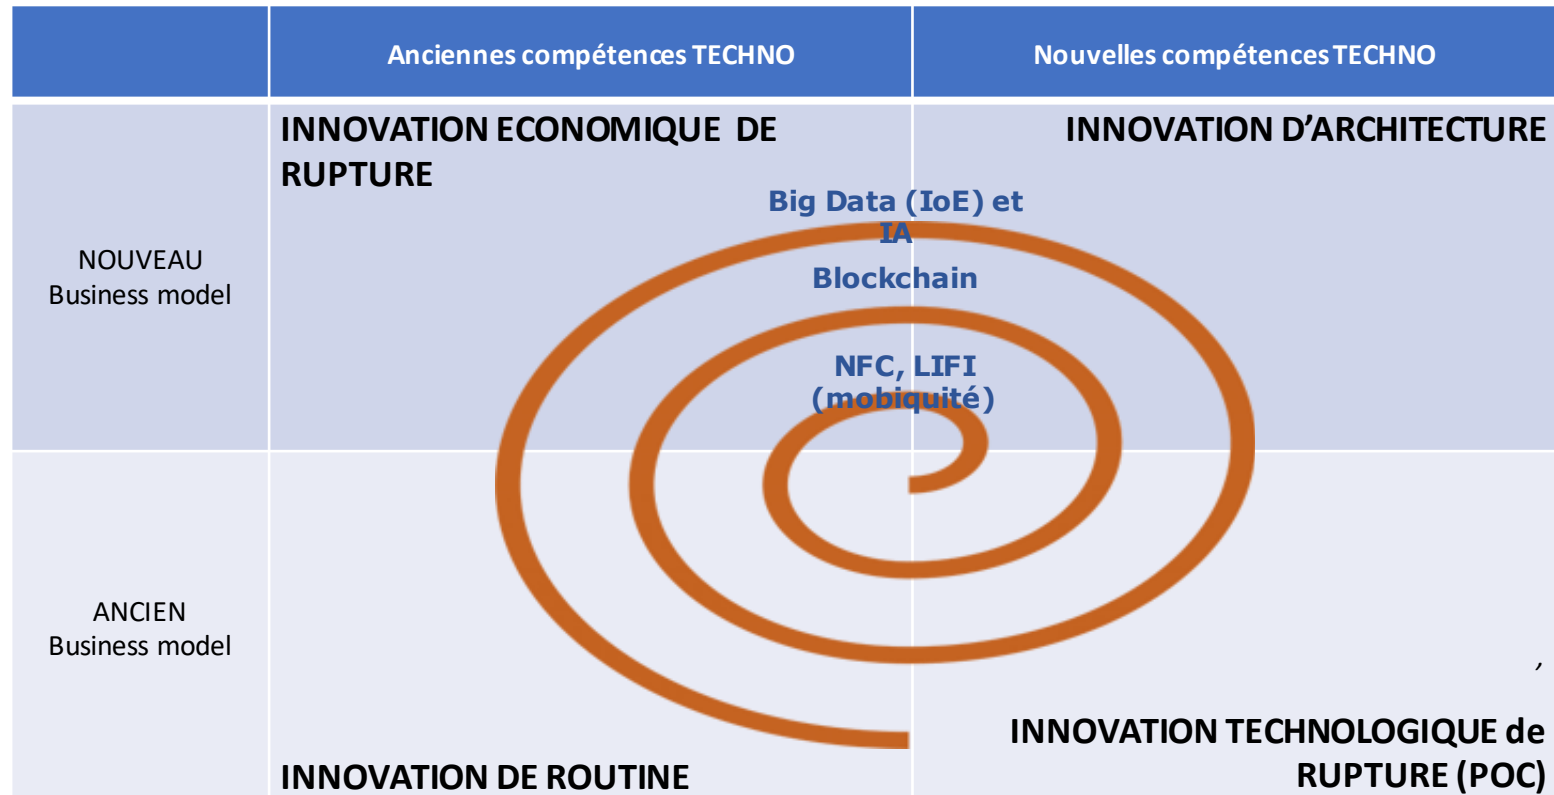 Anciennes compétences TECHNO
Nouvelles compétences TECHNO
NOUVEAU
Business model
INNOVATION ECONOMIQUE DE
RUPTURE
INNOVATION D’ARCHITECTURE
Big Data (IoE) et
IA
Blockchain
NFC, LIFI
(mobiquité)
ANCIEN
Business model
INNOVATION DE ROUTINE
,
INNOVATION TECHNOLOGIQUE de
RUPTURE (POC)